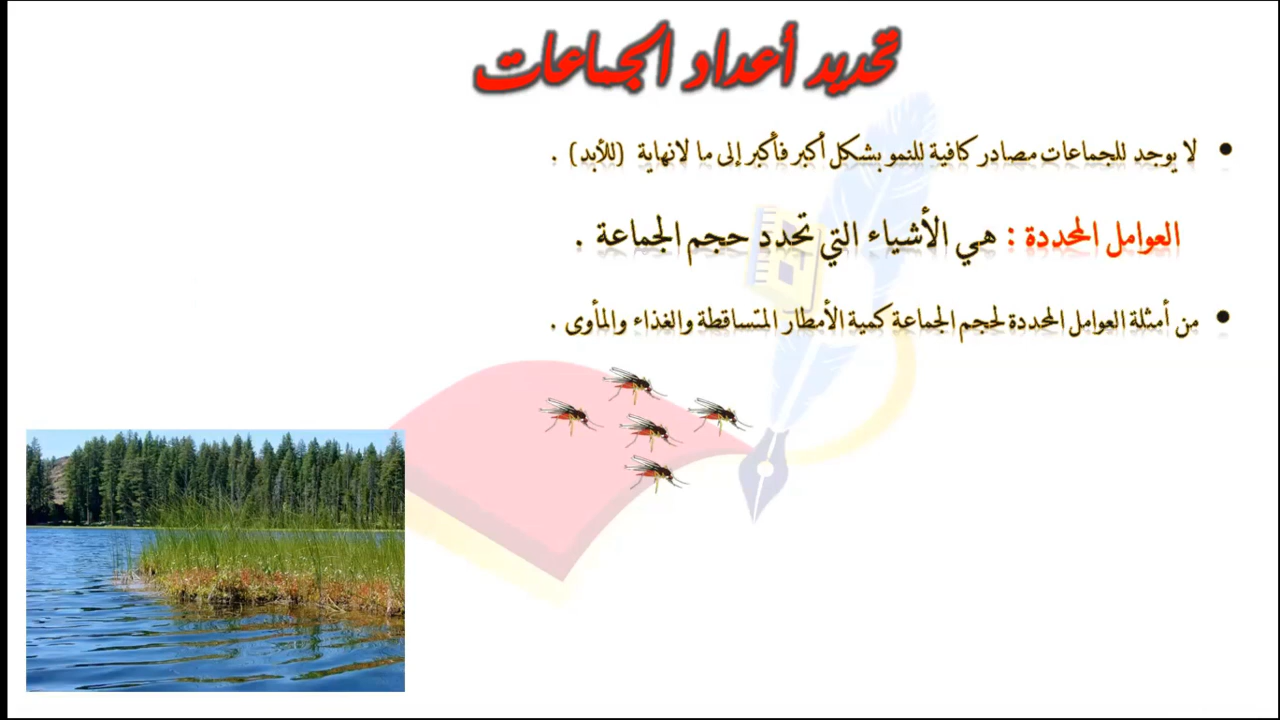 تحديد أعداد الجماعات
• لا يوجد للجماعات مصادر كافية للنمو بشكل أكبر فأكبر إلى ما لانهاية (للأبد) .
العوامل المحددة : هي الأشياء التي تحدد حجم الجماعة .
• من أمثلة العوامل المحددة لحجم الجماعة كمية الأمطار المتساقطة والغذاء والمأوى .